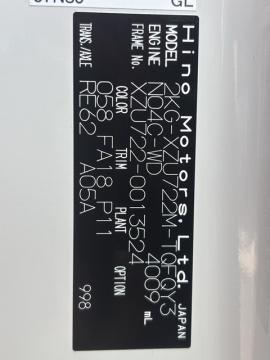 Hino Motors, Ltd. JAPAN
MODEL 2KG-XZU722M-TQFQY3
ENGINE N04C-WD 4009 mL
FRAME No. XZU722-0013524
COLOR TRIM PLANT OPTION
058 FA18 P11
TRANS./AXLE RE62 A05A 998